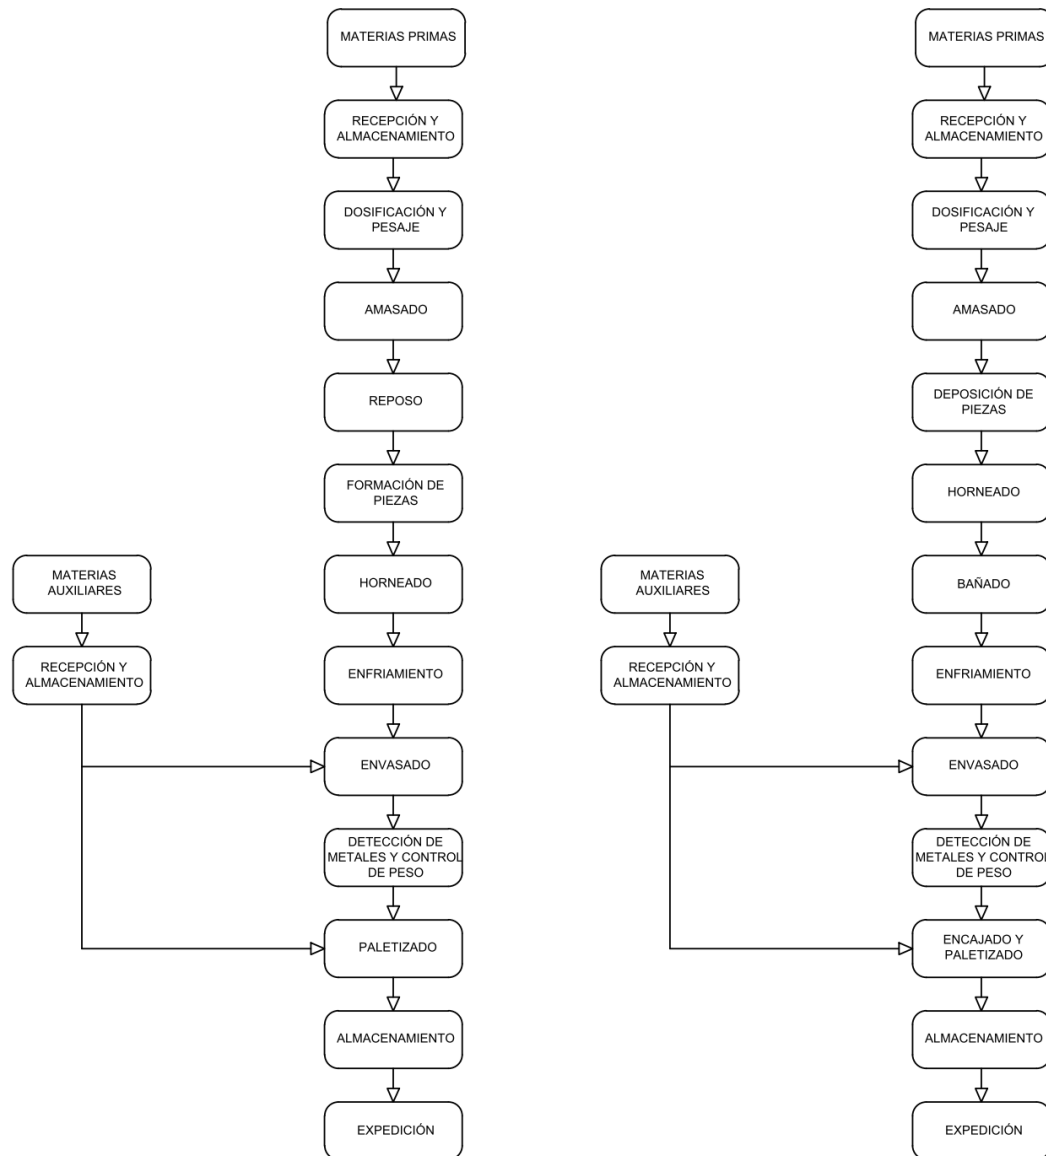 MATERIAS PRIMAS
RECEPCIÓN Y
ALMACENAMIENTO
DOSIFICACIÓN Y
PESAJE
AMASADO
REPOSO
FORMACIÓN DE
PIEZAS
MATERIAS
AUXILIARES
HORNEADO
RECEPCIÓN Y
ALMACENAMIENTO
ENFRIAMIENTO
ENVASADO
DETECCIÓN DE
METALES Y CONTROL
DE PESO
PALETIZADO
ALMACENAMIENTO
EXPEDICIÓN
MATERIAS PRIMAS
RECEPCIÓN Y
ALMACENAMIENTO
DOSIFICACIÓN Y
PESAJE
AMASADO
DEPOSICIÓN DE
PIEZAS
HORNEADO
MATERIAS
AUXILIARES
BAÑADO
RECEPCIÓN Y
ALMACENAMIENTO
ENFRIAMIENTO
ENVASADO
DETECCIÓN DE
METALES Y CONTROL
DE PESO
ENCAJADO Y
PALETIZADO
ALMACENAMIENTO
EXPEDICIÓN